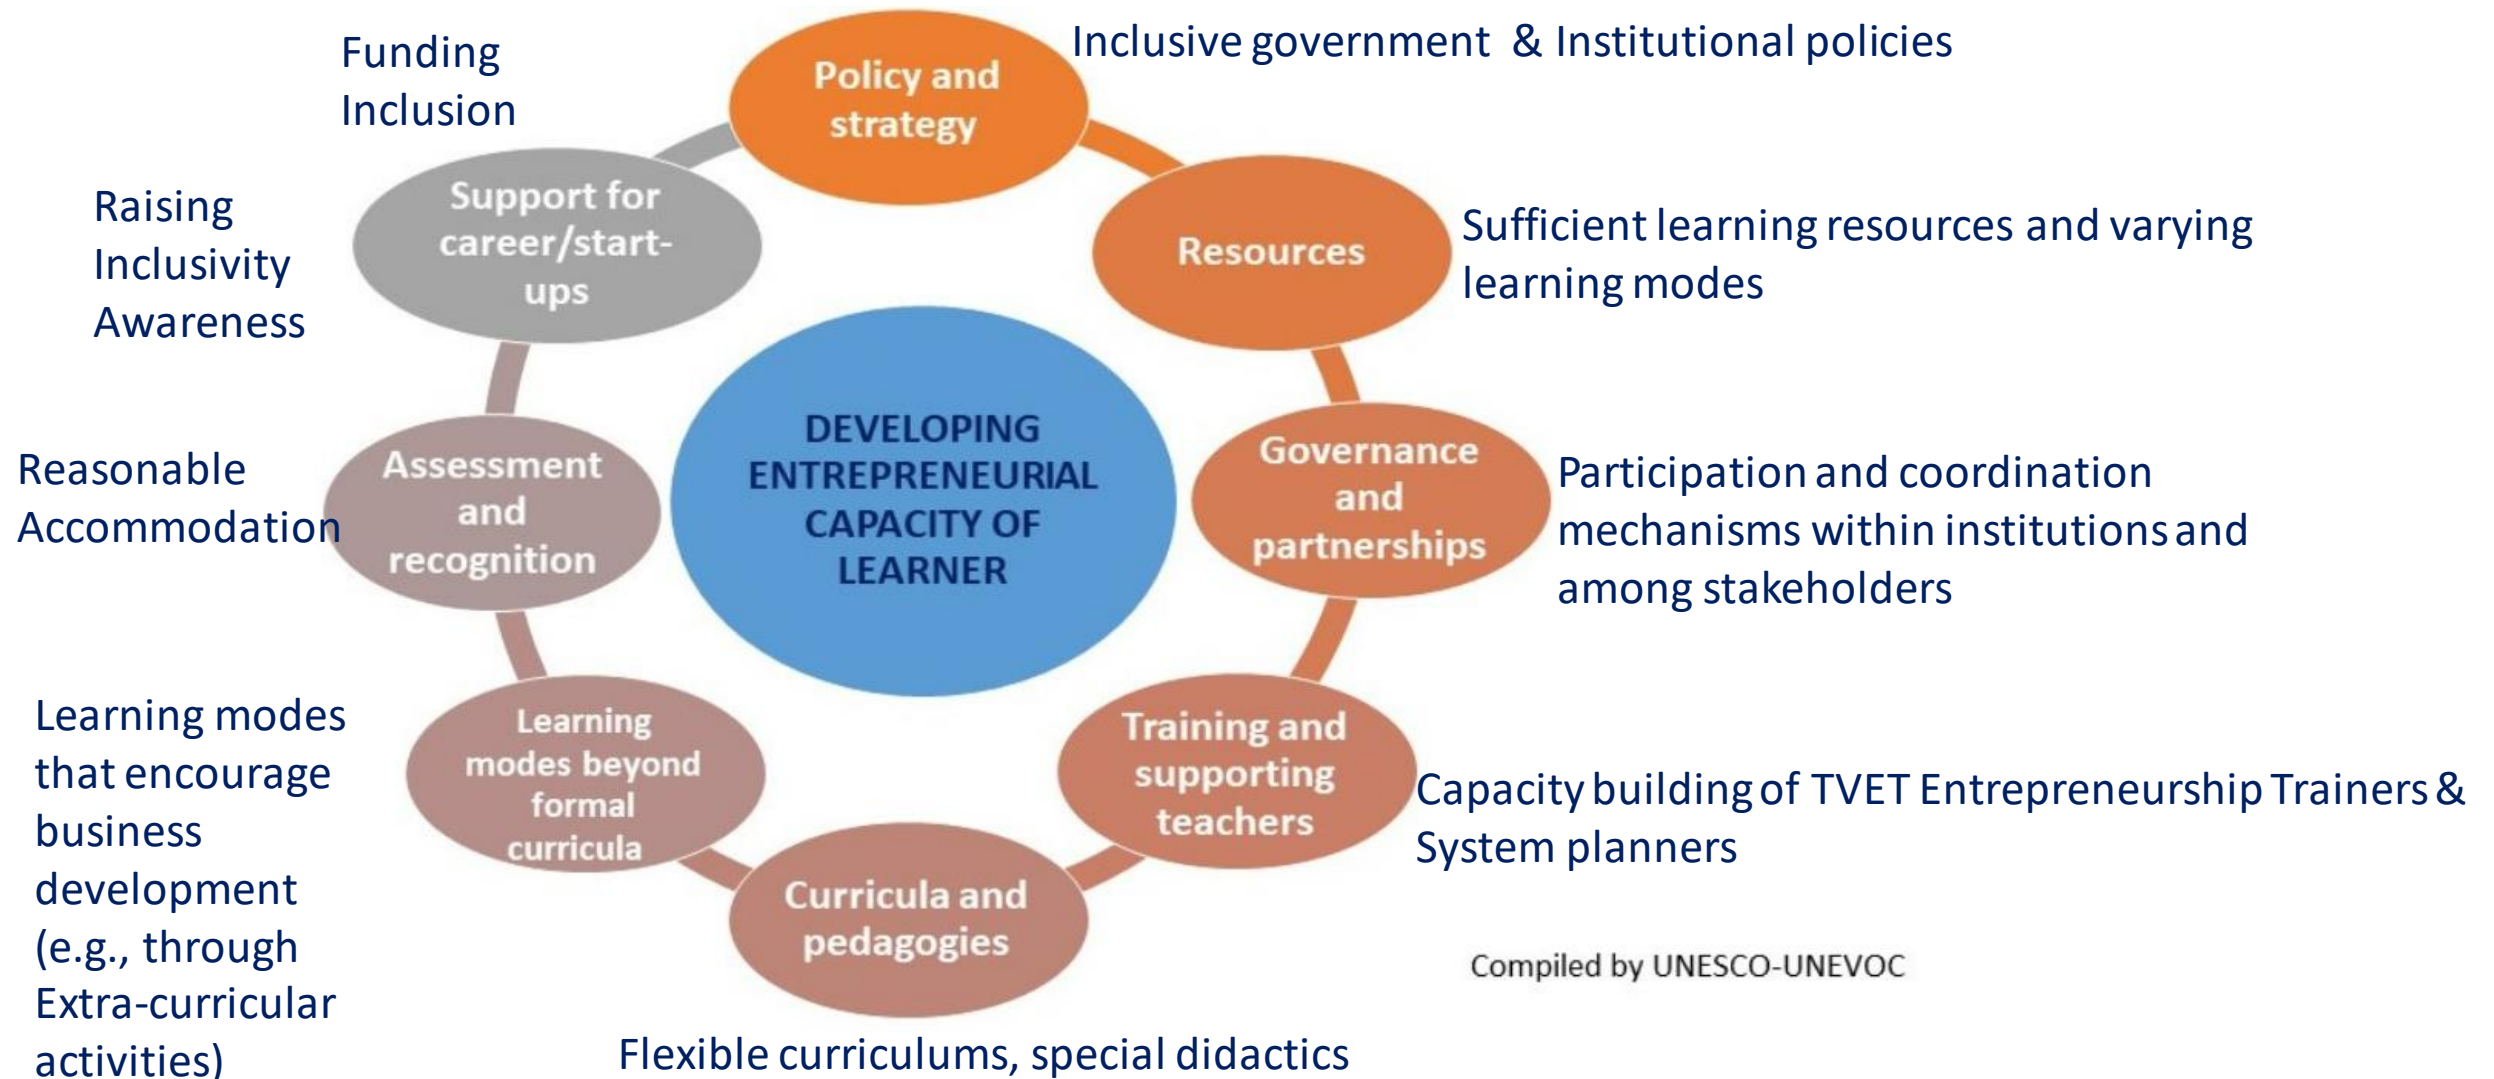 Funding
Inclusion
Policy and
strategy
Inclusive government & Institutional policies
Support for
career/start-
ups
Raising
Inclusivity
Awareness
Resources
Sufficient learning resources and varying
learning modes
DEVELOPING
ENTREPRENEURIAL
CAPACITY OF
LEARNER
Governance
and
partnerships
Participation and coordination
mechanisms within institutions and
among stakeholders
Assessment
and
recognition
Reasonable
Accommodation
Training and
supporting
teachers
Capacity building of TVET Entrepreneurship Trainers &
System planners
Learning
modes beyond
formal
curricula
Learning modes
that encourage
business
development
(e.g., through
Extra-curricular
activities)
Curricula and
pedagogies
Flexible curriculums, special didactics
Compiled by UNESCO-UNEVOC